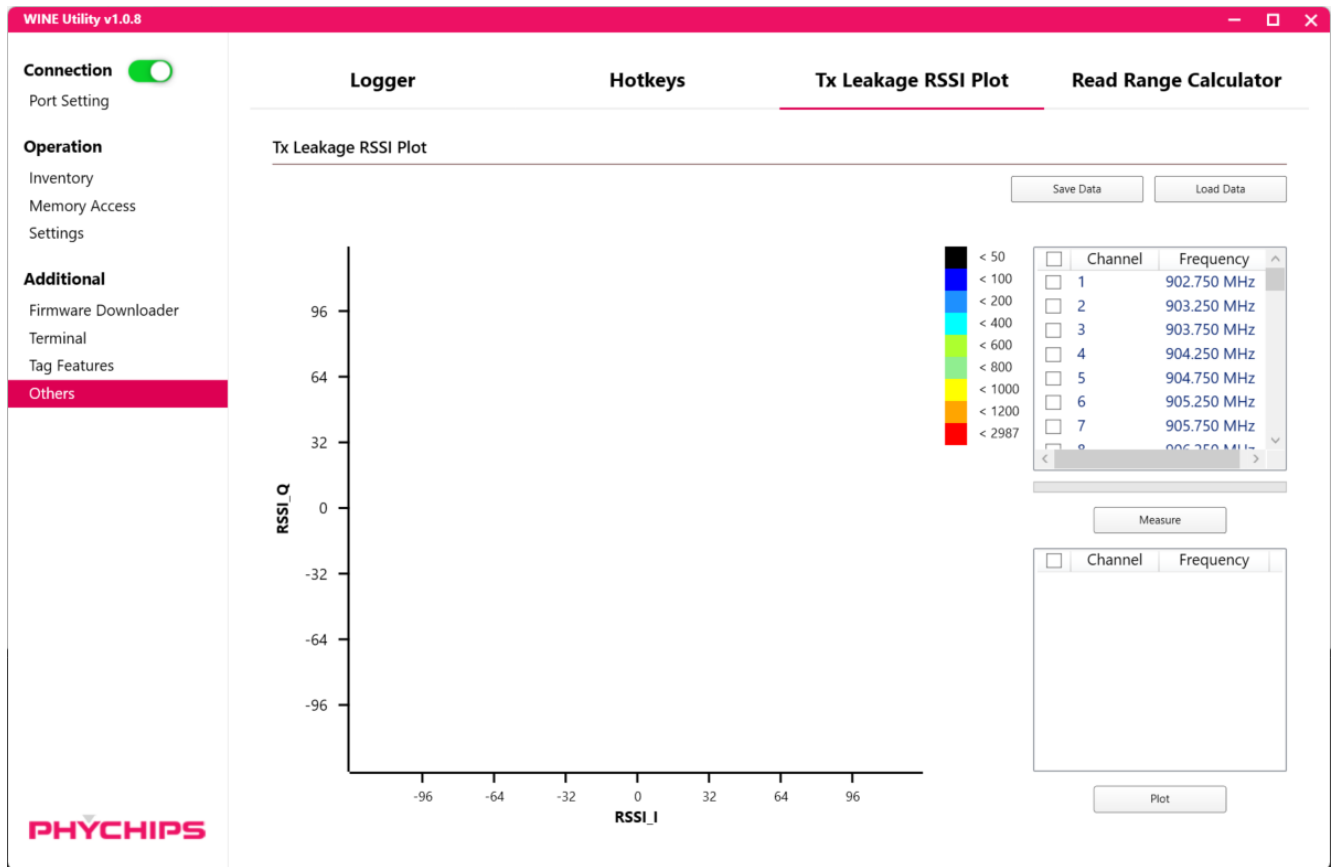 WINE Utility v1.0.8
Connection
Port Setting
Operation
Inventory
Memory Access
Settings
Additional
Firmware Downloader
Terminal
Tag Features
Others
PHYCHIPS
Logger Hotkeys Tx Leakage RSSI Plot Read Range Calculator
Tx Leakage RSSI Plot
Save Data Load Data
RSSI_Q
96
64
32
0
-32
-64
-96
-96 -64 -32 0 32 64 96
RSSI_I
< 50
< 100
< 200
< 400
< 600
< 800
< 1000
< 1200
< 2987
Channel Frequency
1 902.750 MHz
2 903.250 MHz
3 903.750 MHz
4 904.250 MHz
5 904.750 MHz
6 905.250 MHz
7 905.750 MHz
8 906.250 MHz
Measure
Channel Frequency
Plot